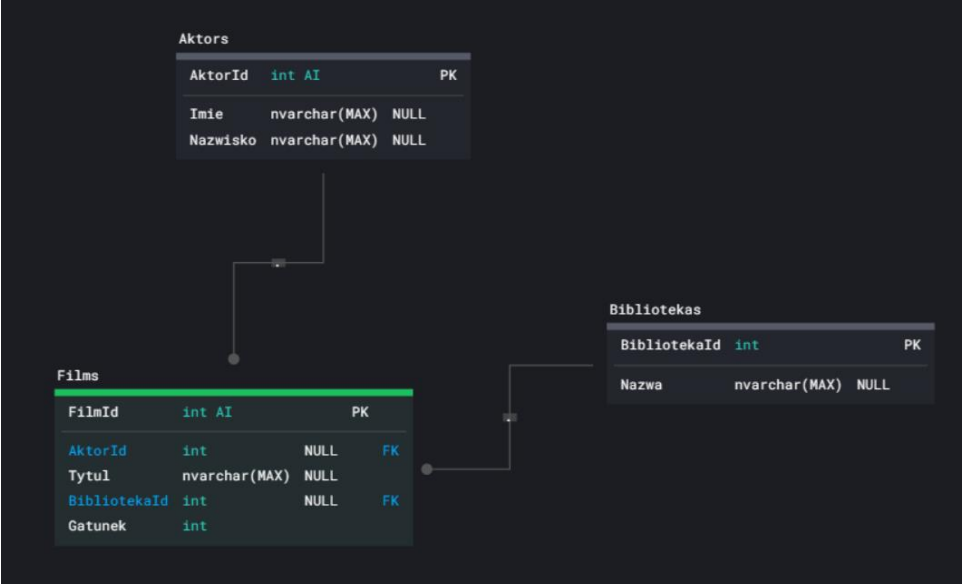 Aktors
AktorId int AI PK
Imie nvarchar(MAX) NULL
Nazwisko nvarchar(MAX) NULL
Bibliotekas
BibliotekaId int PK
Nazwa nvarchar(MAX) NULL
Films
FilmId int AI PK
AktorId int NULL FK
Tytul nvarchar(MAX) NULL
BibliotekaId int NULL FK
Gatunek int